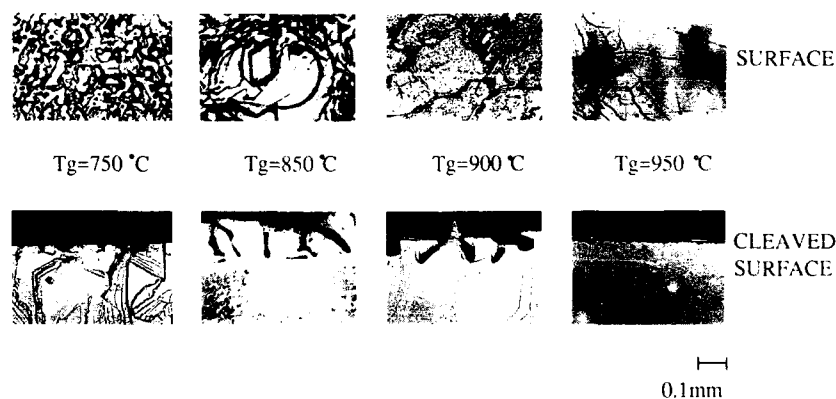 SURFACE
Tg=750 ℃ Tg=850 ℃ Tg=900 ℃ Tg=950 ℃
CLEAVED
SURFACE
0.1mm